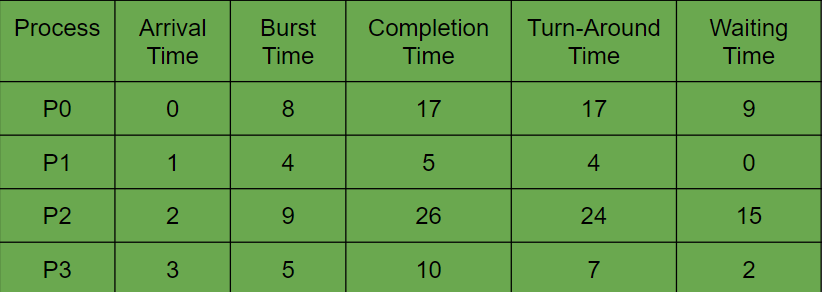 Process Arrival Time Burst Time Completion Time Turn-Around Time Waiting Time
P0 0 8 17 17 9
P1 1 4 5 4 0
P2 2 9 26 24 15
P3 3 5 10 7 2